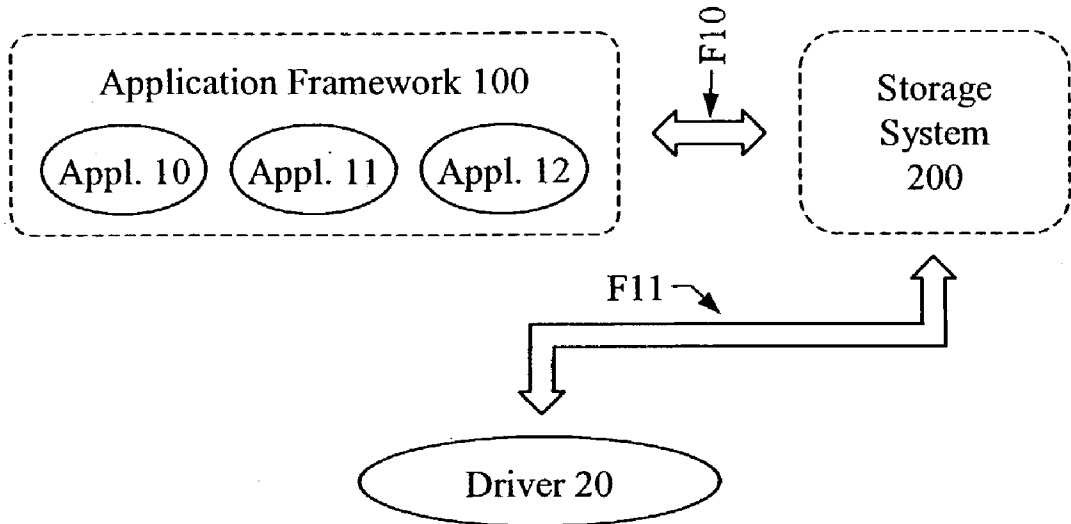 Application Framework 100
Appl. 10
Appl. 11
Appl. 12
F10
Storage
System
200
F11
Driver 20